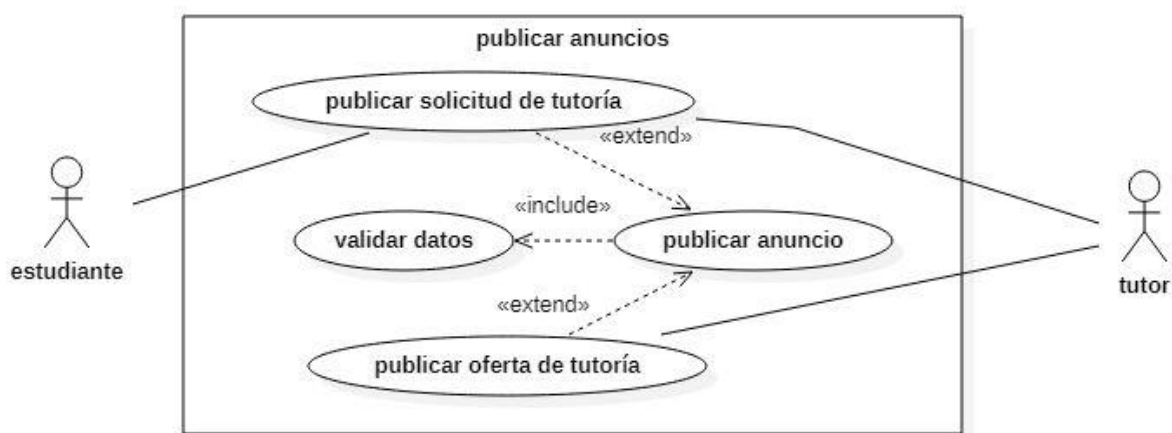 publicar anuncios
publicar solicitud de tutoría
«extend»
«include»
validar datos
publicar anuncio
estudiante
tutor
«extend»
publicar oferta de tutoría